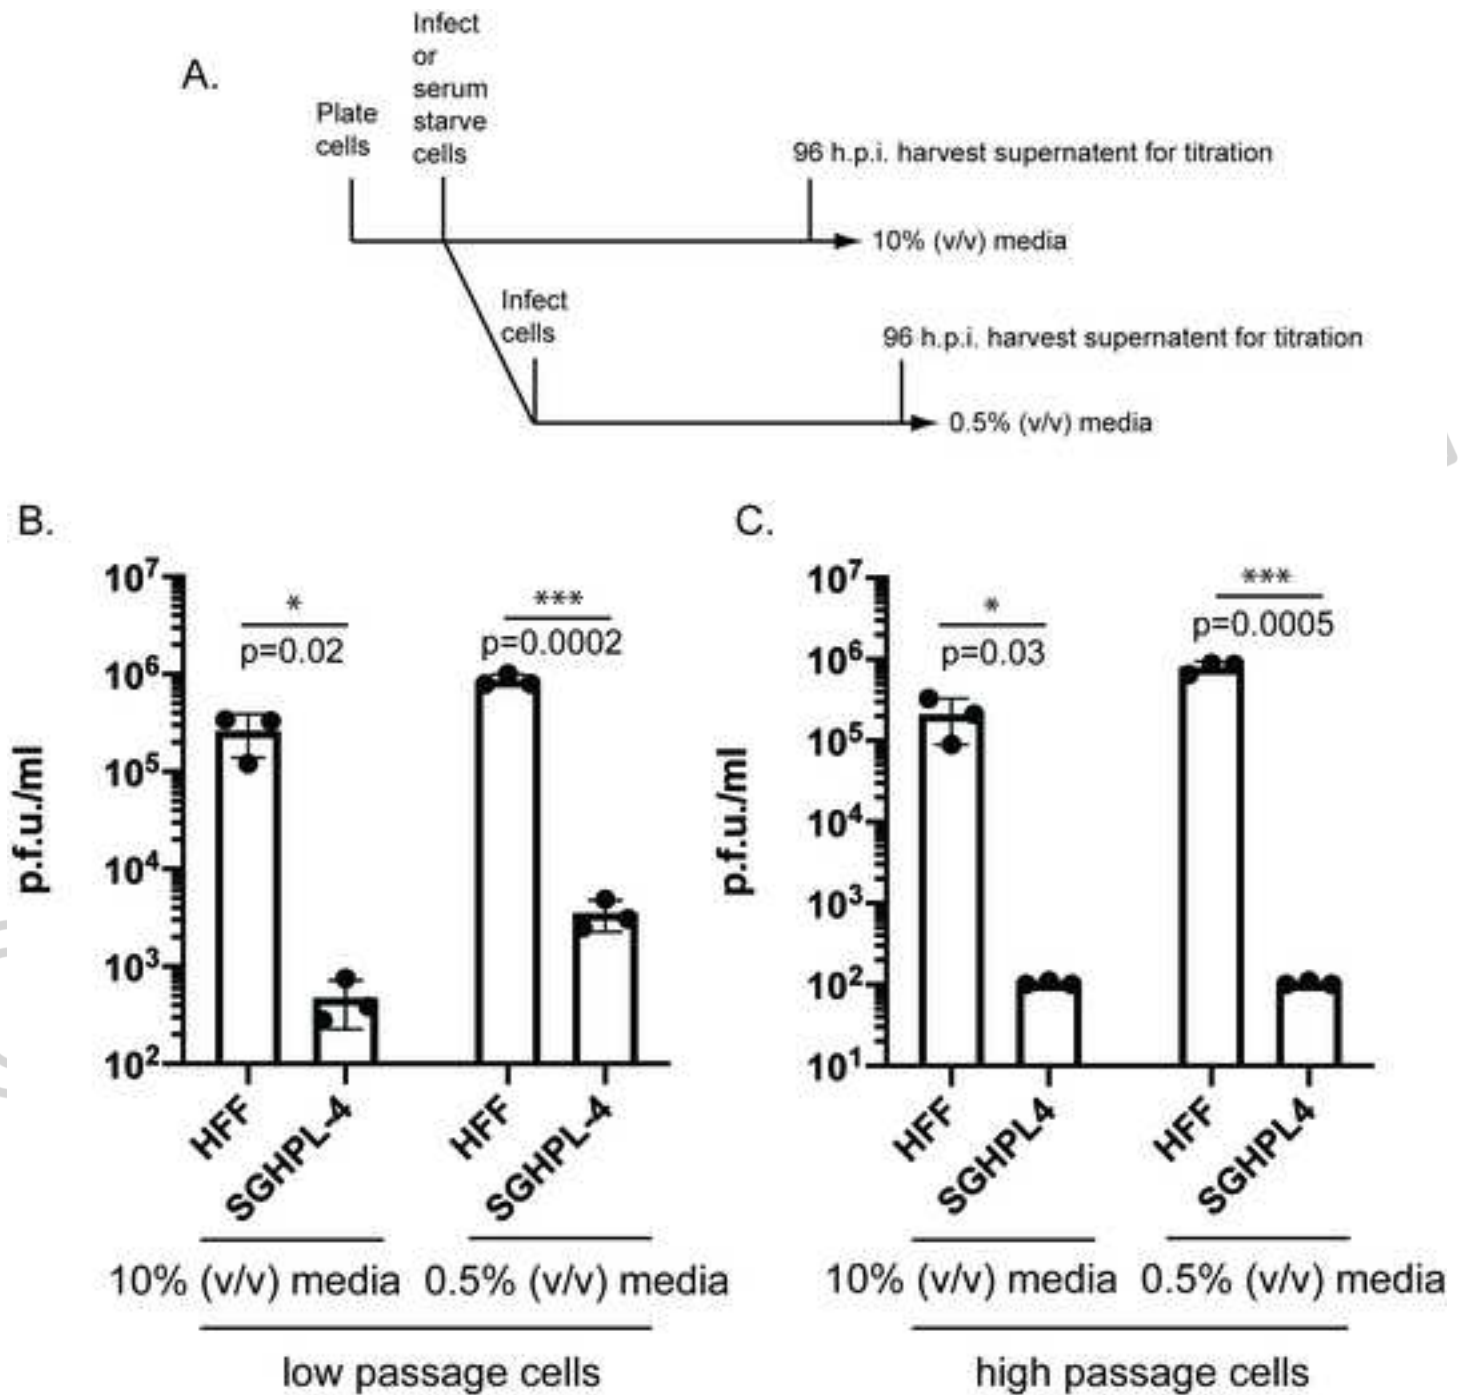 A.
Infect
or
serum
starve
cells
Plate
cells
96 h.p.i. harvest supernatent for titration
10% (v/v) media
Infect
cells
96 h.p.i. harvest supernatent for titration
0.5% (v/v) media
B.
10⁷
10⁶
10⁵
10⁴
10³
10²
p.f.u./ml
*
p=0.02
***
p=0.0002
HFF
SGHPL-4
HFF
SGHPL-4
10% (v/v) media
0.5% (v/v) media
low passage cells
C.
10⁷
10⁶
10⁵
10⁴
10³
10²
10¹
p.f.u./ml
*
p=0.03
***
p=0.0005
HFF
SGHPL4
HFF
SGHPL4
10% (v/v) media
0.5% (v/v) media
high passage cells